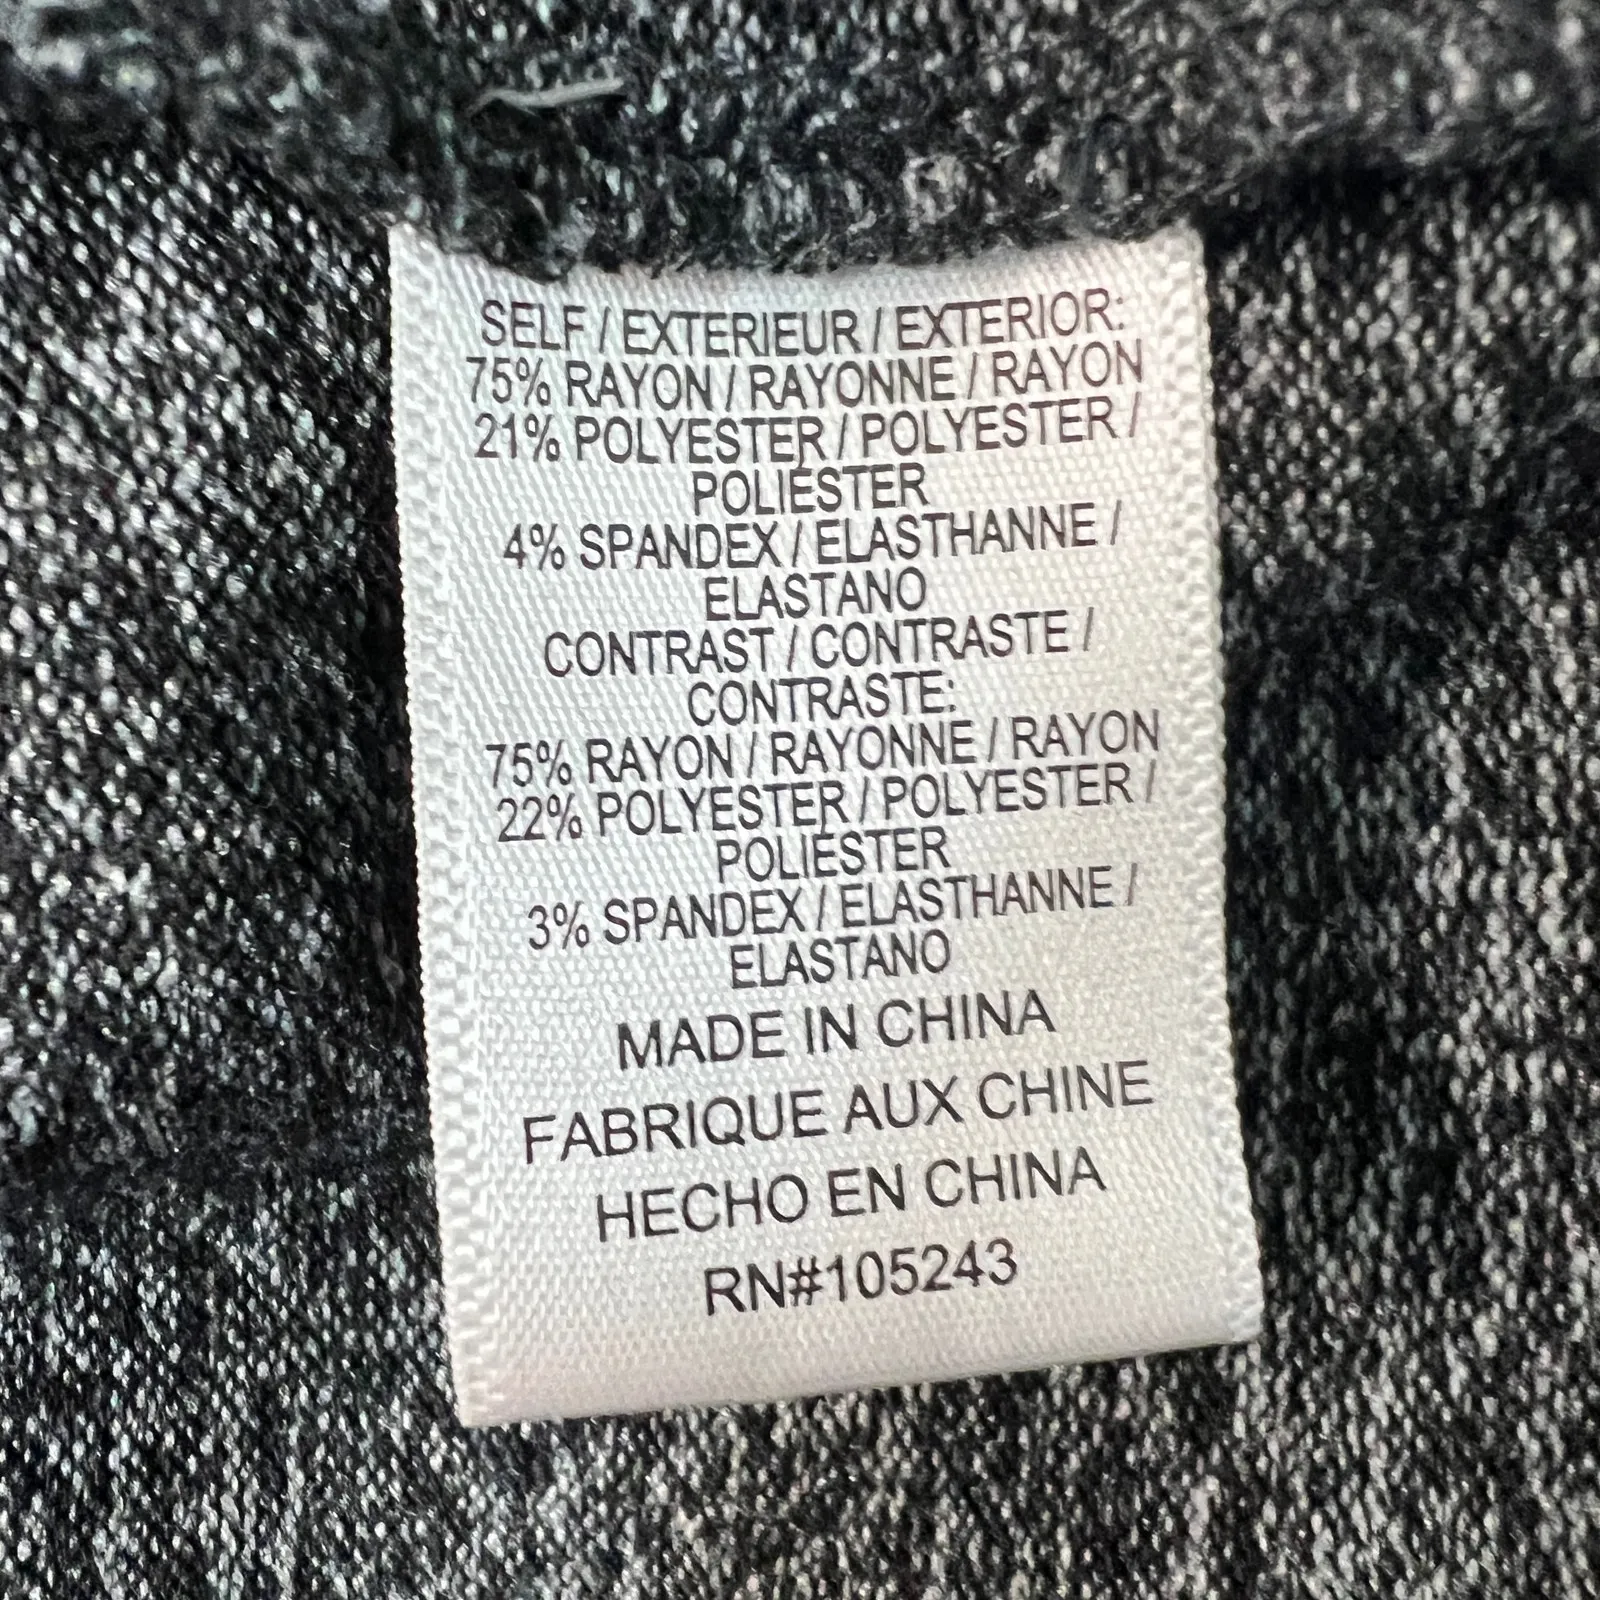 SELF / EXTERIEUR / EXTERIOR:
75% RAYON / RAYONNE / RAYON
21% POLYESTER / POLYESTER /
POLIÉSTER
4% SPANDEX / ELASTHANNE /
ELASTANO
CONTRAST / CONTRASTE /
CONTRASTE:
75% RAYON / RAYONNE / RAYON
22% POLYESTER / POLYESTER /
POLIÉSTER
3% SPANDEX / ELASTHANNE /
ELASTANO
MADE IN CHINA
FABRIQUE AUX CHINE
HECHO EN CHINA
RN#105243